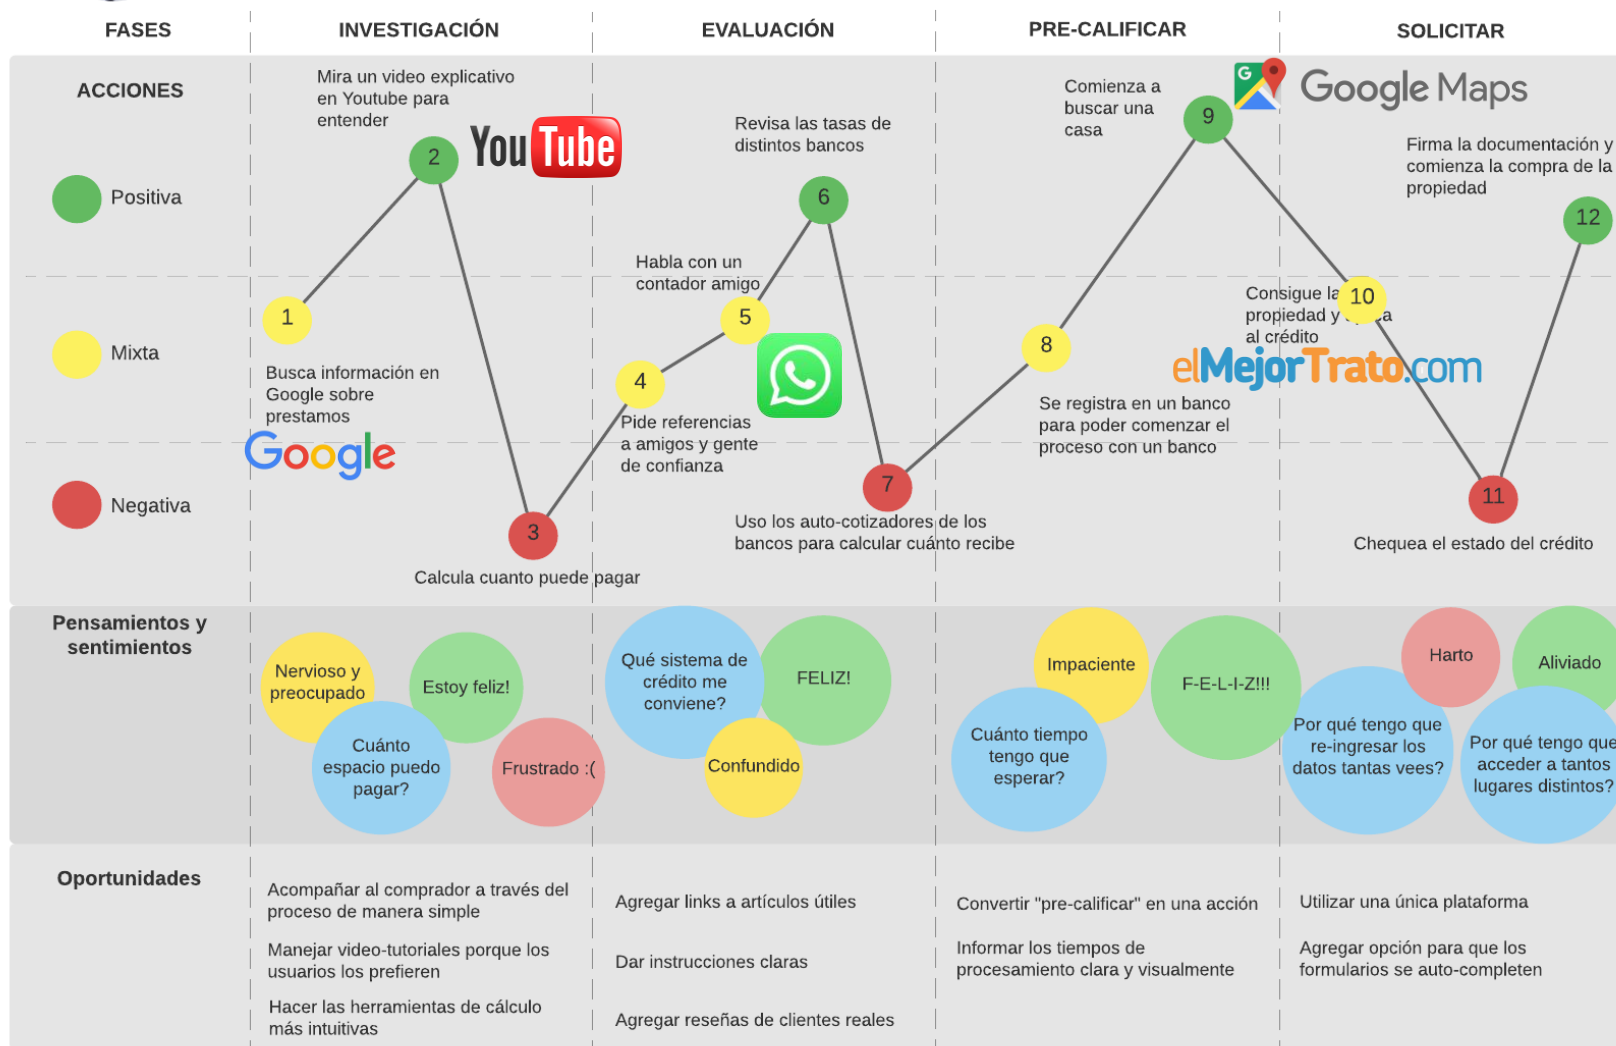 FASES
INVESTIGACIÓN
EVALUACIÓN
PRE-CALIFICAR
SOLICITAR
ACCIONES
Positiva
Mixta
Negativa
Mira un video explicativo
en Youtube para
entender
2
YouTube
1
Busca información en
Google sobre
prestamos
Google
3
Calcula cuanto puede pagar
Revisa las tasas de
distintos bancos
6
Habla con un
contador amigo
5
4
Pide referencias
a amigos y gente
de confianza
7
Uso los auto-cotizadores de los
bancos para calcular cuánto recibe
Comienza a
buscar una
casa
9
G
Google Maps
8
Se registra en un banco
para poder comenzar el
proceso con un banco
Firma la documentación y
comienza la compra de la
propiedad
12
Consigue la
10
propiedad y
al crédito
elMejorTrato.com
11
Chequea el estado del crédito
Pensamientos y
sentimientos
Nervioso y
preocupado
Estoy feliz!
Cuánto
espacio puedo
pagar?
Frustrado :(
Qué sistema de
crédito me
conviene?
FELIZ!
Confundido
Impaciente
F-E-L-I-Z!!!
Cuánto tiempo
tengo que
esperar?
Harto
Aliviado
Por qué tengo que
re-ingresar los
datos tantas vees?
Por qué tengo que
acceder a tantos
lugares distintos?
Oportunidades
Acompañar al comprador a través del
proceso de manera simple
Manejar video-tutoriales porque los
usuarios los prefieren
Hacer las herramientas de cálculo
más intuitivas
Agregar links a artículos útiles
Dar instrucciones claras
Agregar reseñas de clientes reales
Convertir "pre-calificar" en una acción
Informar los tiempos de
procesamiento clara y visualmente
Utilizar una única plataforma
Agregar opción para que los
formularios se auto-completen